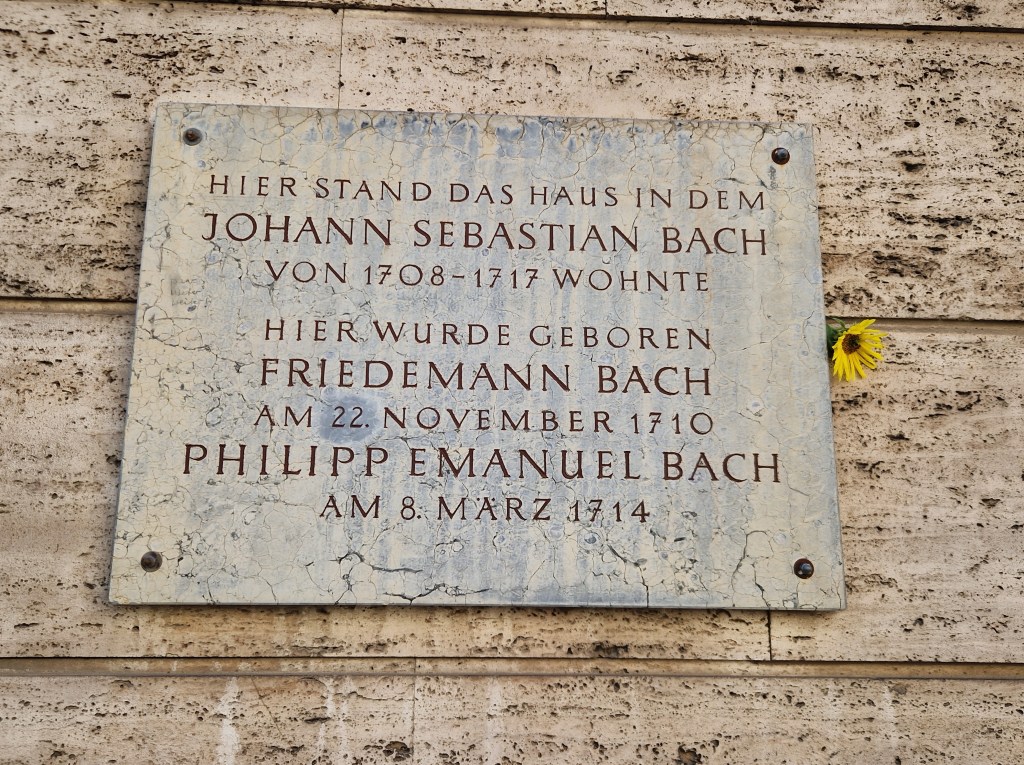 HIER STAND DAS HAUS IN DEM
JOHANN SEBASTIAN BACH
VON 1708-1717 WOHNTE
HIER WURDE GEBOREN
FRIEDEMANN BACH
AM 22. NOVEMBER 1710
PHILIPP EMANUEL BACH
AM 8. MÄRZ 1714